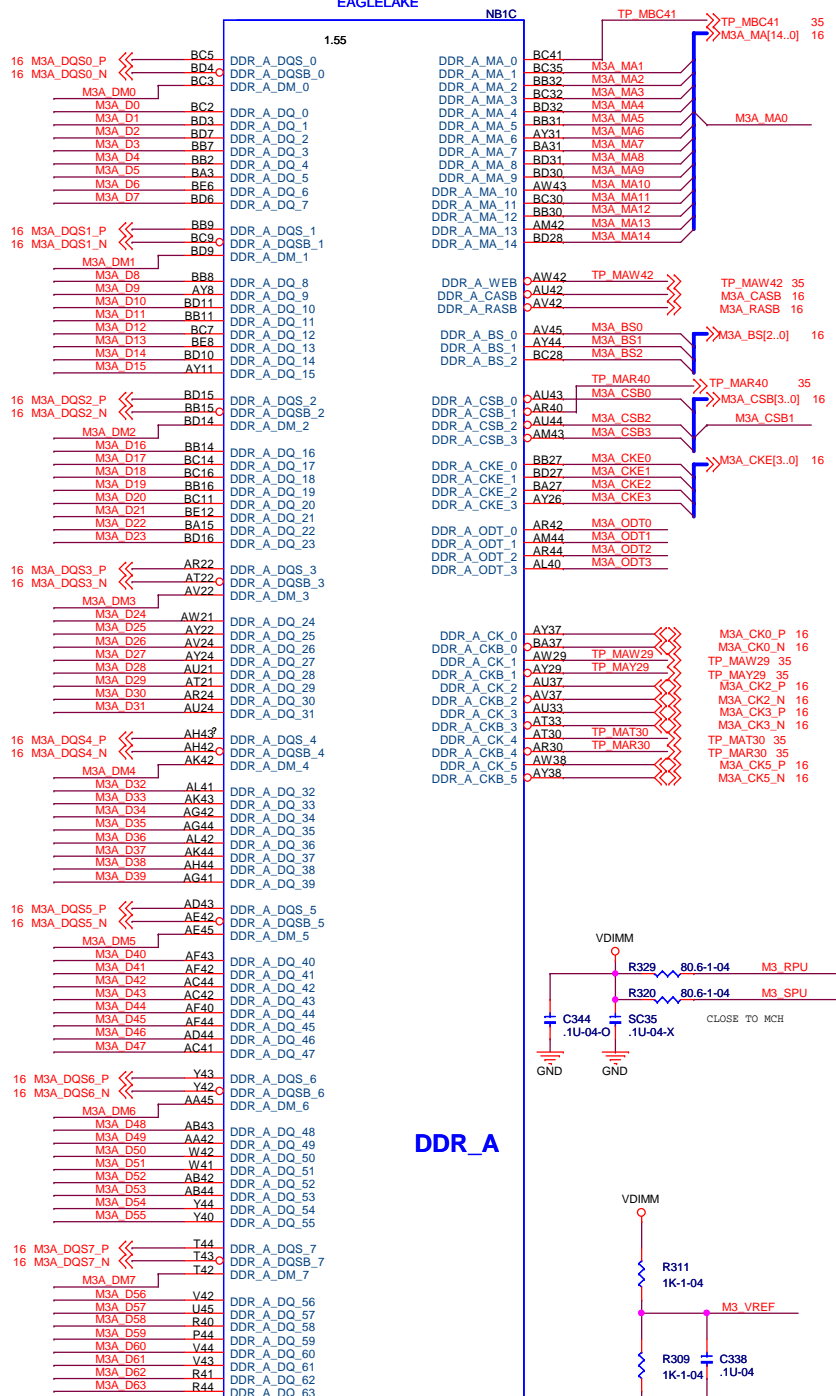 EAGLELAKE
NB1C
1.55
16 M3A_DQS0_P BC5 DDR_A_DQS_0
16 M3A_DQS0_N BD4 DDR_A_DQSB_0
M3A_DM0 BC3 DDR_A_DM_0
M3A_D0 BC2 DDR_A_DQ_0
M3A_D1 BD3 DDR_A_DQ_1
M3A_D2 BD7 DDR_A_DQ_2
M3A_D3 BB7 DDR_A_DQ_3
M3A_D4 BB2 DDR_A_DQ_4
M3A_D5 BA3 DDR_A_DQ_5
M3A_D6 BE6 DDR_A_DQ_6
M3A_D7 BD6 DDR_A_DQ_7
16 M3A_DQS1_P BB9 DDR_A_DQS_1
16 M3A_DQS1_N BC9 DDR_A_DQSB_1
M3A_DM1 BD9 DDR_A_DM_1
M3A_D8 BB8 DDR_A_DQ_8
M3A_D9 AY8 DDR_A_DQ_9
M3A_D10 BD11 DDR_A_DQ_10
M3A_D11 BB11 DDR_A_DQ_11
M3A_D12 BC7 DDR_A_DQ_12
M3A_D13 BE8 DDR_A_DQ_13
M3A_D14 BD10 DDR_A_DQ_14
M3A_D15 AY11 DDR_A_DQ_15
16 M3A_DQS2_P BD15 DDR_A_DQS_2
16 M3A_DQS2_N BB15 DDR_A_DQSB_2
M3A_DM2 BD14 DDR_A_DM_2
M3A_D16 BB14 DDR_A_DQ_16
M3A_D17 BC14 DDR_A_DQ_17
M3A_D18 BC16 DDR_A_DQ_18
M3A_D19 BB16 DDR_A_DQ_19
M3A_D20 BC11 DDR_A_DQ_20
M3A_D21 BE12 DDR_A_DQ_21
M3A_D22 BA15 DDR_A_DQ_22
M3A_D23 BD16 DDR_A_DQ_23
16 M3A_DQS3_P AR22 DDR_A_DQS_3
16 M3A_DQS3_N AT22 DDR_A_DQSB_3
M3A_DM3 AV22 DDR_A_DM_3
M3A_D24 AW21 DDR_A_DQ_24
M3A_D25 AY22 DDR_A_DQ_25
M3A_D26 AV24 DDR_A_DQ_26
M3A_D27 AY24 DDR_A_DQ_27
M3A_D28 AU21 DDR_A_DQ_28
M3A_D29 AT21 DDR_A_DQ_29
M3A_D30 AR24 DDR_A_DQ_30
M3A_D31 AU24 DDR_A_DQ_31
16 M3A_DQS4_P AH43 ? DDR_A_DQS_4
16 M3A_DQS4_N AH42 DDR_A_DQSB_4
M3A_DM4 AK42 DDR_A_DM_4
M3A_D32 AL41 DDR_A_DQ_32
M3A_D33 AK43 DDR_A_DQ_33
M3A_D34 AG42 DDR_A_DQ_34
M3A_D35 AG44 DDR_A_DQ_35
M3A_D36 AL42 DDR_A_DQ_36
M3A_D37 AK44 DDR_A_DQ_37
M3A_D38 AH44 DDR_A_DQ_38
M3A_D39 AG41 DDR_A_DQ_39
16 M3A_DQS5_P AD43 DDR_A_DQS_5
16 M3A_DQS5_N AE42 DDR_A_DQSB_5
M3A_DM5 AE45 DDR_A_DM_5
M3A_D40 AF43 DDR_A_DQ_40
M3A_D41 AF42 DDR_A_DQ_41
M3A_D42 AC44 DDR_A_DQ_42
M3A_D43 AC42 DDR_A_DQ_43
M3A_D44 AF40 DDR_A_DQ_44
M3A_D45 AF44 DDR_A_DQ_45
M3A_D46 AD44 DDR_A_DQ_46
M3A_D47 AC41 DDR_A_DQ_47
16 M3A_DQS6_P Y43 DDR_A_DQS_6
16 M3A_DQS6_N Y42 DDR_A_DQSB_6
M3A_DM6 AA45 DDR_A_DM_6
M3A_D48 AB43 DDR_A_DQ_48
M3A_D49 AA42 DDR_A_DQ_49
M3A_D50 W42 DDR_A_DQ_50
M3A_D51 W41 DDR_A_DQ_51
M3A_D52 AB42 DDR_A_DQ_52
M3A_D53 AB44 DDR_A_DQ_53
M3A_D54 Y44 DDR_A_DQ_54
M3A_D55 Y40 DDR_A_DQ_55
16 M3A_DQS7_P T44 DDR_A_DQS_7
16 M3A_DQS7_N T43 DDR_A_DQSB_7
M3A_DM7 T42 DDR_A_DM_7
M3A_D56 V42 DDR_A_DQ_56
M3A_D57 U45 DDR_A_DQ_57
M3A_D58 R40 DDR_A_DQ_58
M3A_D59 P44 DDR_A_DQ_59
M3A_D60 V44 DDR_A_DQ_60
M3A_D61 V43 DDR_A_DQ_61
M3A_D62 R41 DDR_A_DQ_62
M3A_D63 R44 DDR_A_DQ_63
DDR_A_MA_0 BC41 TP_MBC41 TP_MBC41 35
M3A_MA[14..0] 16
DDR_A_MA_1 BC35 M3A_MA1
DDR_A_MA_2 BB32 M3A_MA2
DDR_A_MA_3 BC32 M3A_MA3
DDR_A_MA_4 BD32 M3A_MA4
DDR_A_MA_5 BB31 M3A_MA5 M3A_MA0
DDR_A_MA_6 AY31 M3A_MA6
DDR_A_MA_7 BA31 M3A_MA7
DDR_A_MA_8 BD31 M3A_MA8
DDR_A_MA_9 BD30 M3A_MA9
DDR_A_MA_10 AW43 M3A_MA10
DDR_A_MA_11 BC30 M3A_MA11
DDR_A_MA_12 BB30 M3A_MA12
DDR_A_MA_13 AM42 M3A_MA13
DDR_A_MA_14 BD28 M3A_MA14
DDR_A_WEB AW42 TP_MAW42 TP_MAW42 35
DDR_A_CASB AU42 M3A_CASB 16
DDR_A_RASB AV42 M3A_RASB 16
DDR_A_BS_0 AV45 M3A_BS0 M3A_BS[2..0] 16
DDR_A_BS_1 AY44 M3A_BS1
DDR_A_BS_2 BC28 M3A_BS2
TP_MAR40 TP_MAR40 35
DDR_A_CSB_0 AU43 M3A_CSB0 M3A_CSB[3..0] 16
DDR_A_CSB_1 AR40
DDR_A_CSB_2 AU44 M3A_CSB2 M3A_CSB1
DDR_A_CSB_3 AM43 M3A_CSB3
DDR_A_CKE_0 BB27 M3A_CKE0 M3A_CKE[3..0] 16
DDR_A_CKE_1 BD27 M3A_CKE1
DDR_A_CKE_2 BA27 M3A_CKE2
DDR_A_CKE_3 AY26 M3A_CKE3
DDR_A_ODT_0 AR42 M3A_ODT0
DDR_A_ODT_1 AM44 M3A_ODT1
DDR_A_ODT_2 AR44 M3A_ODT2
DDR_A_ODT_3 AL40 M3A_ODT3
DDR_A_CK_0 AY37 M3A_CK0_P 16
DDR_A_CKB_0 BA37 M3A_CK0_N 16
DDR_A_CK_1 AW29 TP_MAW29 TP_MAW29 35
DDR_A_CKB_1 AY29 TP_MAY29 TP_MAY29 35
DDR_A_CK_2 AU37 M3A_CK2_P 16
DDR_A_CKB_2 AV37 M3A_CK2_N 16
DDR_A_CK_3 AU33 M3A_CK3_P 16
DDR_A_CKB_3 AT33 M3A_CK3_N 16
DDR_A_CK_4 AT30 TP_MAT30 TP_MAT30 35
DDR_A_CKB_4 AR30 TP_MAR30 TP_MAR30 35
DDR_A_CK_5 AW38 M3A_CK5_P 16
DDR_A_CKB_5 AY38 M3A_CK5_N 16
VDIMM
R329 80.6-1-04 M3_RPU
R320 80.6-1-04 M3_SPU
C344 .1U-04-O
SC35 .1U-04-X
CLOSE TO MCH
GND
GND
DDR_A
VDIMM
R311
1K-1-04
M3_VREF
R309
1K-1-04
C338
.1U-04